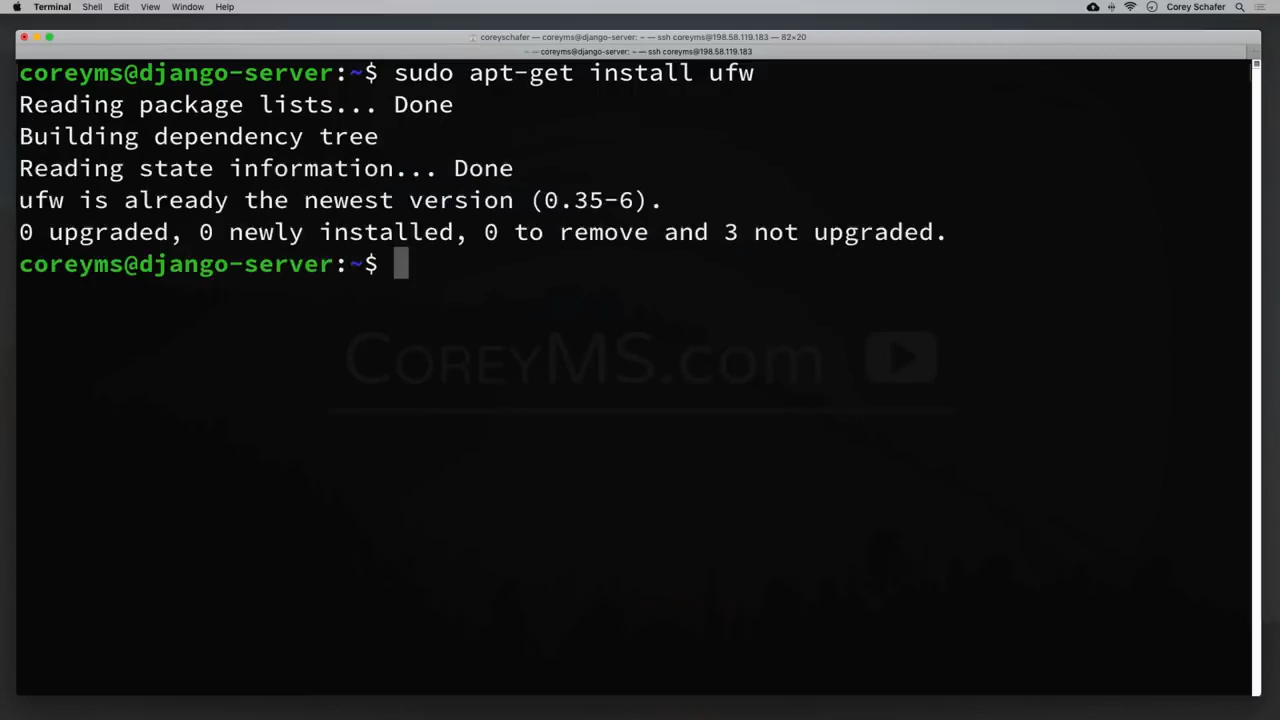 Terminal Shell Edit View Window Help Corey Schafer
coreyschafer — coreyms@django-server: ~ — ssh coreyms@198.58.119.183 — 82×20
~ — coreyms@django-server: ~ — ssh coreyms@198.58.119.183
coreyms@django-server:~$ sudo apt-get install ufw
Reading package lists... Done
Building dependency tree
Reading state information... Done
ufw is already the newest version (0.35-6).
0 upgraded, 0 newly installed, 0 to remove and 3 not upgraded.
coreyms@django-server:~$
CoreyMS.com